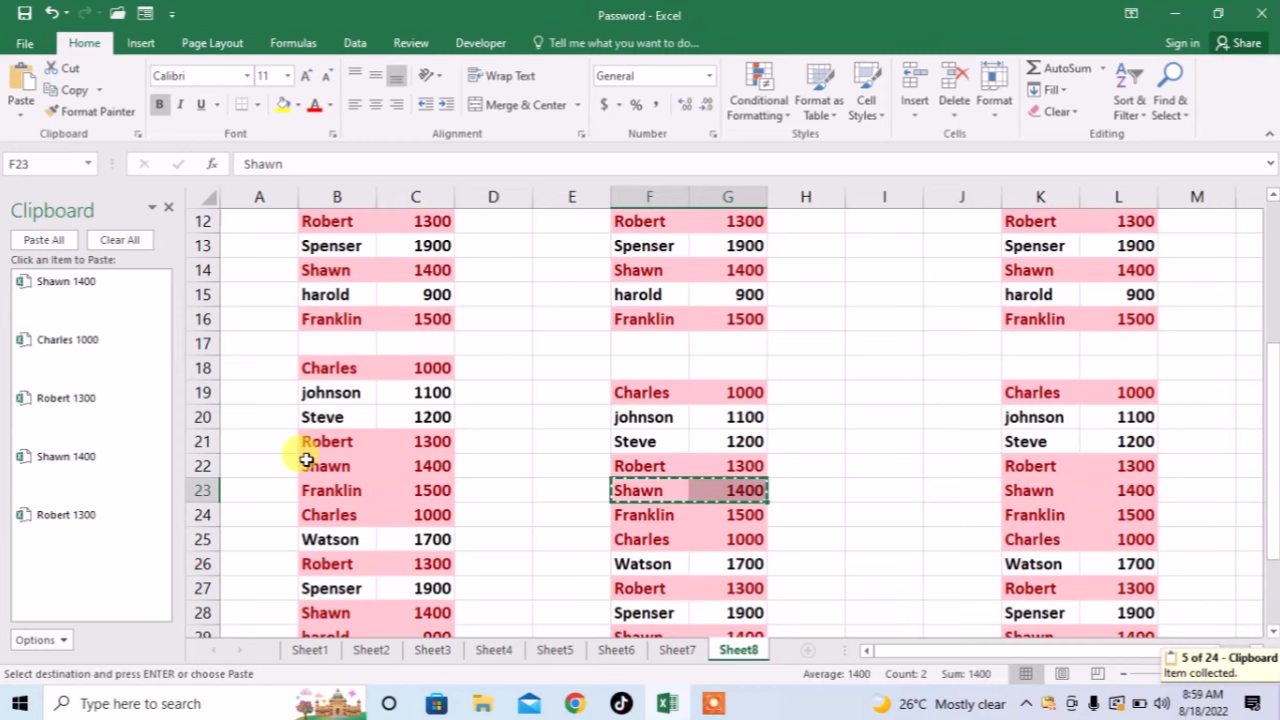 Password - Excel
File Home Insert Page Layout Formulas Data Review Developer Tell me what you want to do... Sign in Share
Cut Calibri 11 A A Wrap Text General AutoSum
Paste Copy Fill
Format Painter B I U A Merge & Center $ % , Conditional Formatting Format as Table Cell Styles Insert Delete Format Clear Sort & Filter Find & Select
Clipboard Font Alignment Number Styles Cells Editing
F23 fx Shawn
Clipboard A B C D E F G H I J K L M
Paste All Clear All
Click an Item to Paste:
Shawn 1400
Charles 1000
Robert 1300
Shawn 1400
Robert 1300
Options
12 Robert 1300 Robert 1300 Robert 1300
13 Spenser 1900 Spenser 1900 Spenser 1900
14 Shawn 1400 Shawn 1400 Shawn 1400
15 harold 900 harold 900 harold 900
16 Franklin 1500 Franklin 1500 Franklin 1500
17
18 Charles 1000
19 johnson 1100 Charles 1000 Charles 1000
20 Steve 1200 johnson 1100 johnson 1100
21 Robert 1300 Steve 1200 Steve 1200
22 Shawn 1400 Robert 1300 Robert 1300
23 Franklin 1500 Shawn 1400 Shawn 1400
24 Charles 1000 Franklin 1500 Franklin 1500
25 Watson 1700 Charles 1000 Charles 1000
26 Robert 1300 Watson 1700 Watson 1700
27 Spenser 1900 Robert 1300 Robert 1300
28 Shawn 1400 Spenser 1900 Spenser 1900
29 harold 900 Shawn 1400 Shawn 1400
Sheet1 Sheet2 Sheet3 Sheet4 Sheet5 Sheet6 Sheet7 Sheet8
Select destination and press ENTER or choose Paste Average: 1400 Count: 2 Sum: 1400
5 of 24 - Clipboard
Item collected.
Type here to search 26°C Mostly clear 8:59 AM
8/18/2022